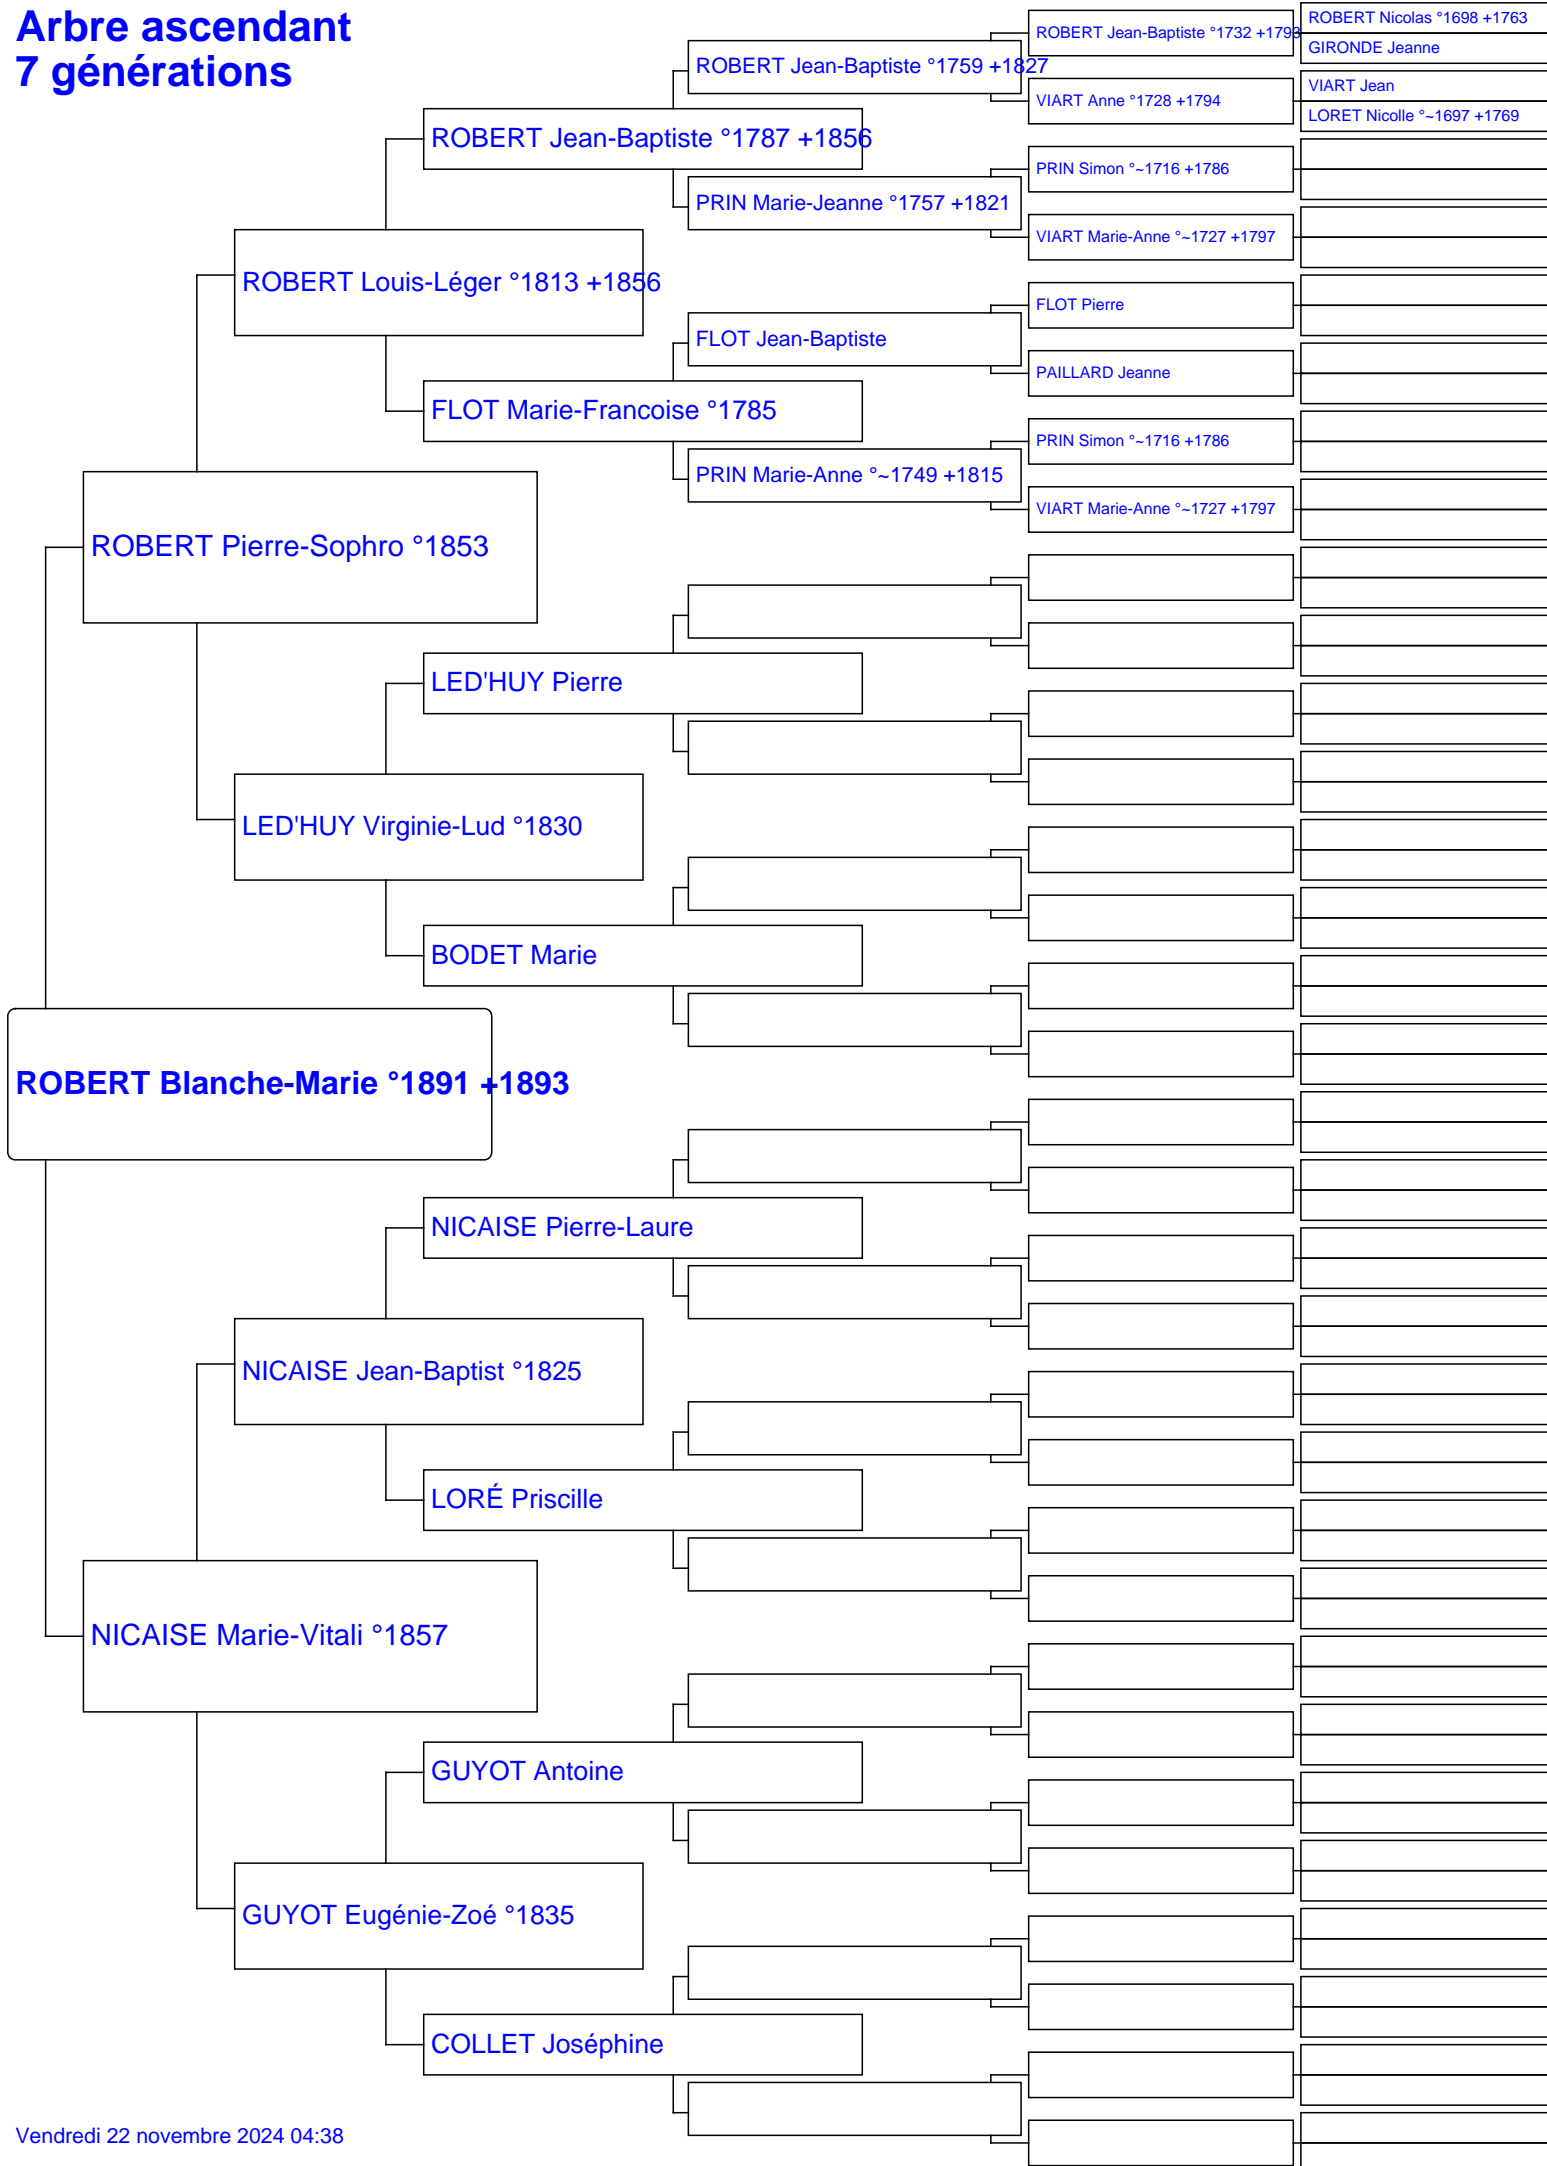 Arbre ascendant
7 générations
ROBERT Nicolas °1698 +1763
ROBERT Jean-Baptiste °1732 +1793
GIRONDE Jeanne
ROBERT Jean-Baptiste °1759 +1827
VIART Jean
VIART Anne °1728 +1794
LORET Nicolle °~1697 +1769
ROBERT Jean-Baptiste °1787 +1856
PRIN Simon °~1716 +1786
PRIN Marie-Jeanne °1757 +1821
VIART Marie-Anne °~1727 +1797
ROBERT Louis-Léger °1813 +1856
FLOT Pierre
FLOT Jean-Baptiste
PAILLARD Jeanne
FLOT Marie-Francoise °1785
PRIN Simon °~1716 +1786
PRIN Marie-Anne °~1749 +1815
VIART Marie-Anne °~1727 +1797
ROBERT Pierre-Sophro °1853
LED'HUY Pierre
LED'HUY Virginie-Lud °1830
BODET Marie
ROBERT Blanche-Marie °1891 +1893
NICAISE Pierre-Laure
NICAISE Jean-Baptist °1825
LORÉ Priscille
NICAISE Marie-Vitali °1857
GUYOT Antoine
GUYOT Eugénie-Zoé °1835
COLLET Joséphine
Vendredi 22 novembre 2024 04:38